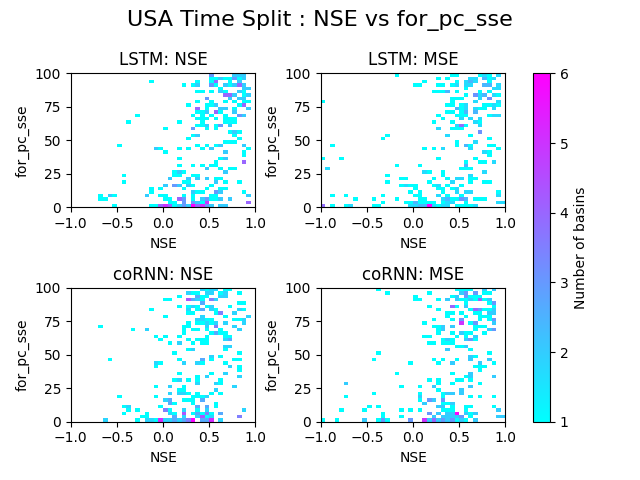 USA Time Split : NSE vs for_pc_sse
LSTM: NSE
LSTM: MSE
for_pc_sse
100
75
50
25
0
−1.0 −0.5 0.0 0.5 1.0
NSE
for_pc_sse
100
75
50
25
0
−1.0 −0.5 0.0 0.5 1.0
NSE
coRNN: NSE
coRNN: MSE
for_pc_sse
100
75
50
25
0
−1.0 −0.5 0.0 0.5 1.0
NSE
for_pc_sse
100
75
50
25
0
−1.0 −0.5 0.0 0.5 1.0
NSE
6
5
4
3
2
1
Number of basins